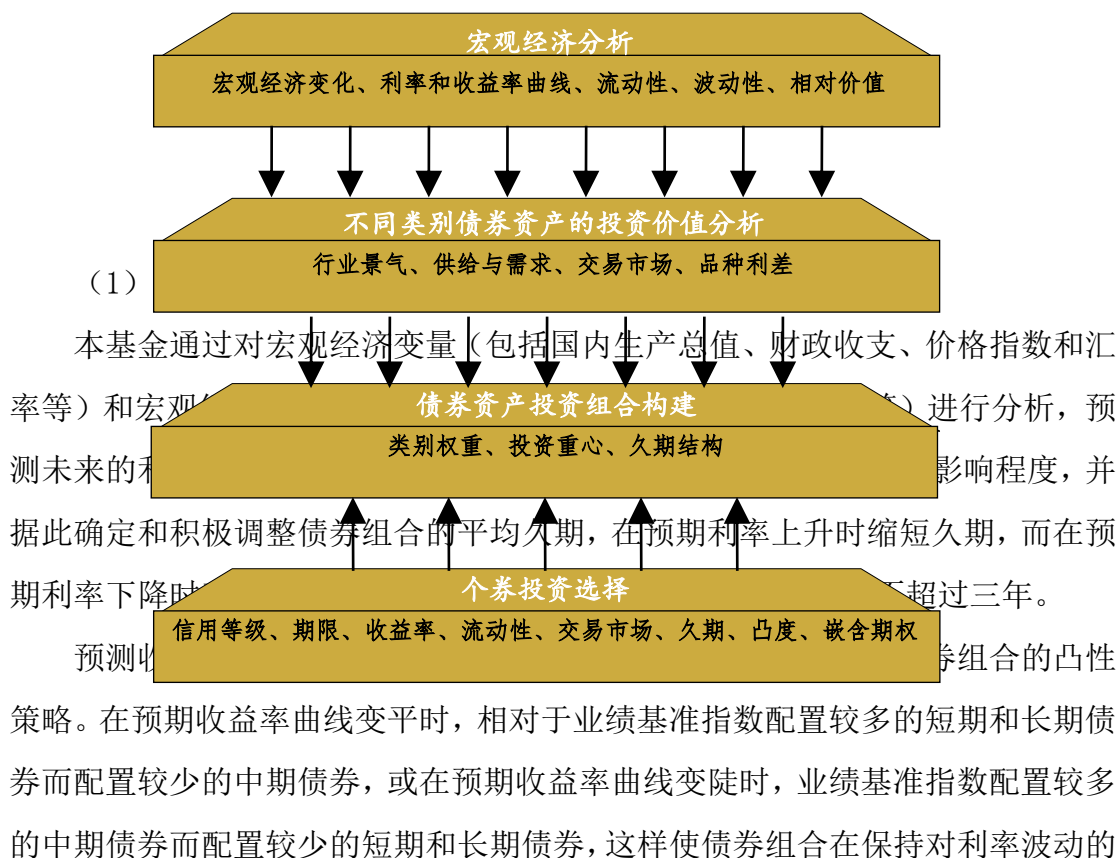 宏观经济分析
宏观经济变化、利率和收益率曲线、流动性、波动性、相对价值
不同类别债券资产的投资价值分析
行业景气、供给与需求、交易市场、品种利差
（1）
本基金通过对宏观经济变量（包括国内生产总值、财政收支、价格指数和汇
率等）和宏观
债券资产投资组合构建
）进行分析，预
类别权重、投资重心、久期结构
测未来的
影响程度，并
据此确定和积极调整债券组合的平均久期，在预期利率上升时缩短久期，而在预
个券投资选择
期利率下降时
超过三年。
信用等级、期限、收益率、流动性、交易市场、久期、凸度、嵌含期权
预测收
券组合的凸性
策略。在预期收益率曲线变平时，相对于业绩基准指数配置较多的短期和长期债
券而配置较少的中期债券，或在预期收益率曲线变陡时，业绩基准指数配置较多
的中期债券而配置较少的短期和长期债券，这样使债券组合在保持对利率波动的